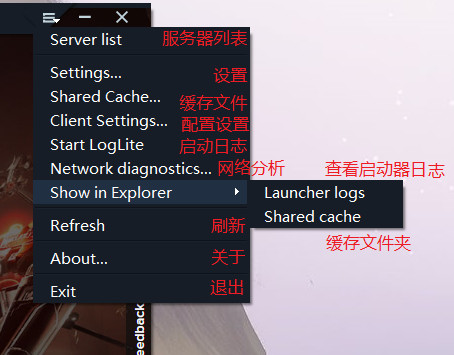 Server list 服务器列表
Settings... 设置
Shared Cache... 缓存文件
Client Settings... 配置设置
Start LogLite 启动日志
Network diagnostics... 网络分析 查看启动器日志
Show in Explorer Launcher logs
Shared cache
Refresh 刷新 缓存文件夹
About... 关于
Exit 退出
eedback